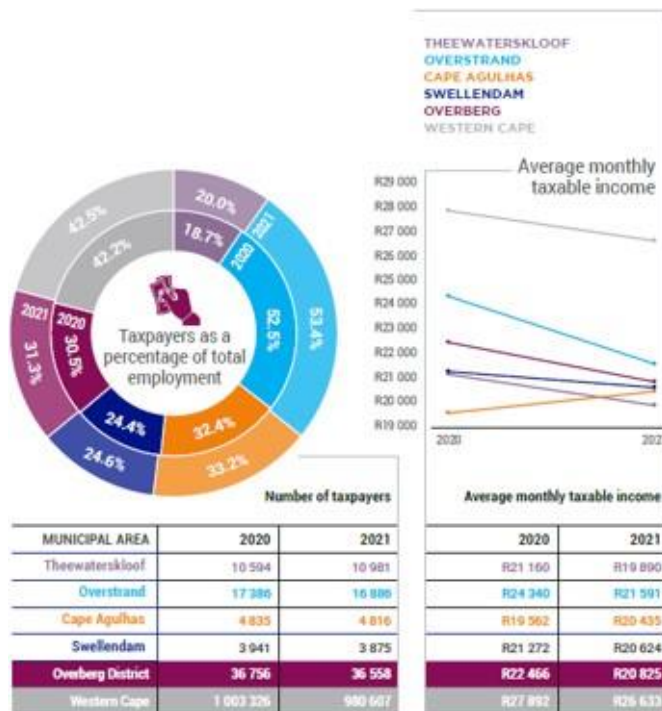 THEEWATERSKLOOF
OVERSTRAND
CAPE AGULHAS
SWELLENDAM
OVERBERG
WESTERN CAPE
Average monthly
taxable income
R29 000
R28 000
R27 000
R26 000
R25 000
R24 000
R23 000
R22 000
R21 000
R20 000
R19 000
2020
202
42.5%
20.0%
2021
42.2%
18.7%
2020
53.4%
52.5%
2021
2020
31.3%
30.5%
24.4%
32.4%
24.6%
33.2%
Taxpayers as a
percentage of total
employment
Number of taxpayers
MUNICIPAL AREA 2020 2021
Theewaterskloof 10 594 10 981
Overstrand 17 386 16 886
Cape Agulhas 4 835 4 816
Swellendam 3 941 3 875
Overberg District 36 756 36 558
Western Cape 1 003 326 980 607
Average monthly taxable income
2020 2021
R21 160 R19 890
R24 340 R21 591
R19 562 R20 435
R21 272 R20 624
R22 466 R20 825
R27 892 R26 633